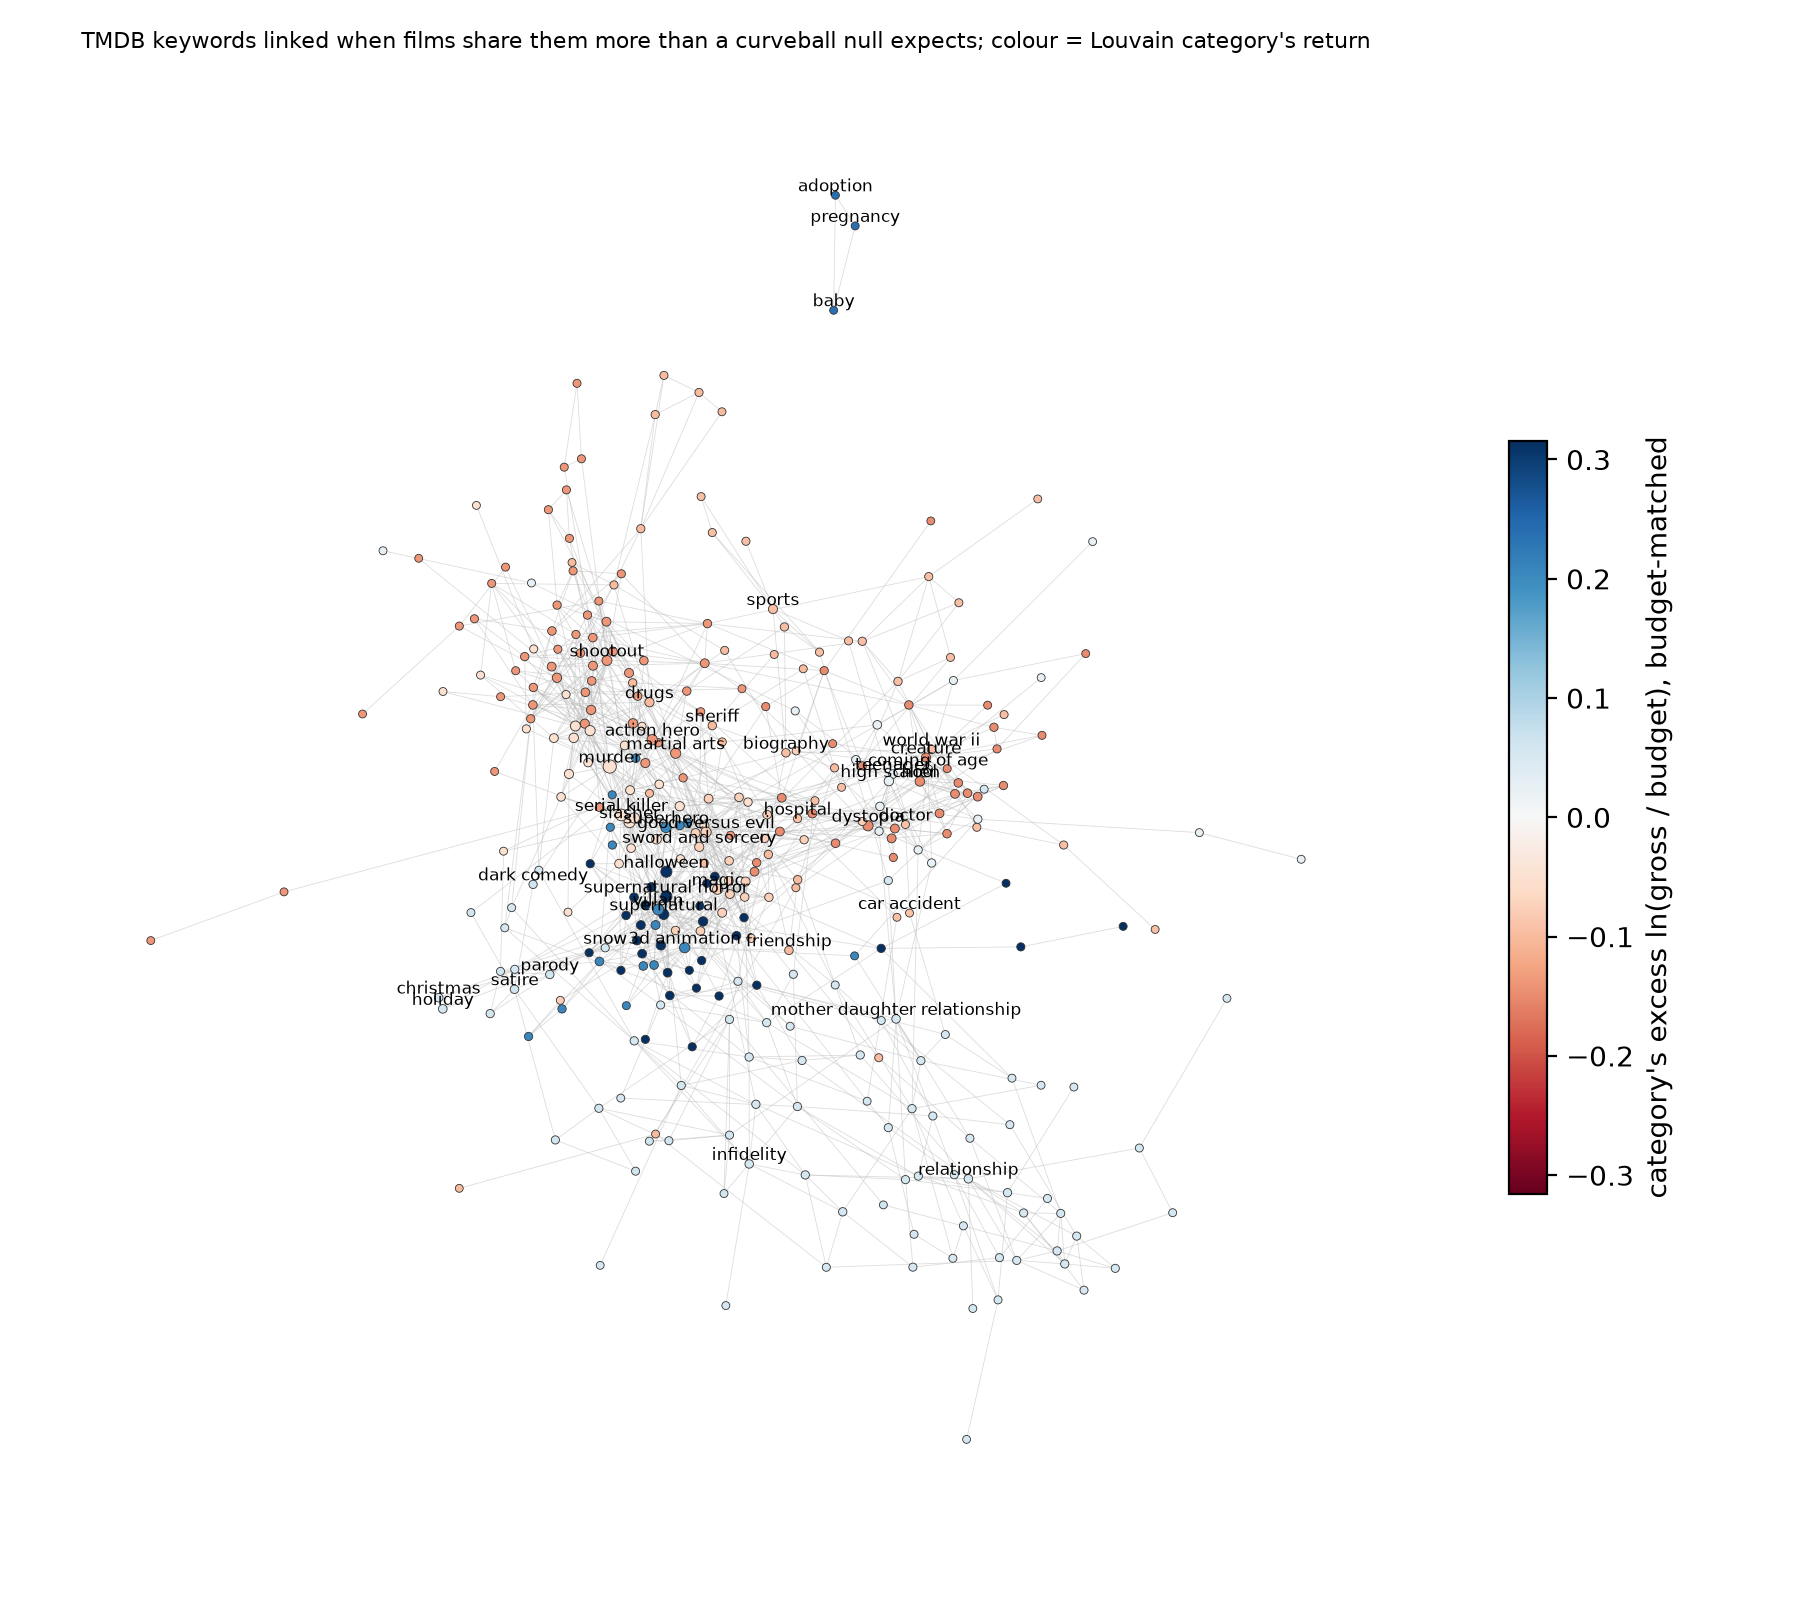 TMDB keywords linked when films share them more than a curveball null expects; colour = Louvain category's return
adoption
pregnancy
baby
sports
shootout
drugs
sheriff
action hero
martial arts
biography
world war ii
creature
murder
coming of age
teenager
high school
serial killer
slasher
superhero
hospital
dystopia
doctor
good versus evil
sword and sorcery
halloween
dark comedy
magic
supernatural horror
villain
supernatural
car accident
snow
3d animation
friendship
parody
satire
christmas
holiday
mother daughter relationship
infidelity
relationship
0.3
0.2
0.1
0.0
−0.1
−0.2
−0.3
category's excess ln(gross / budget), budget-matched